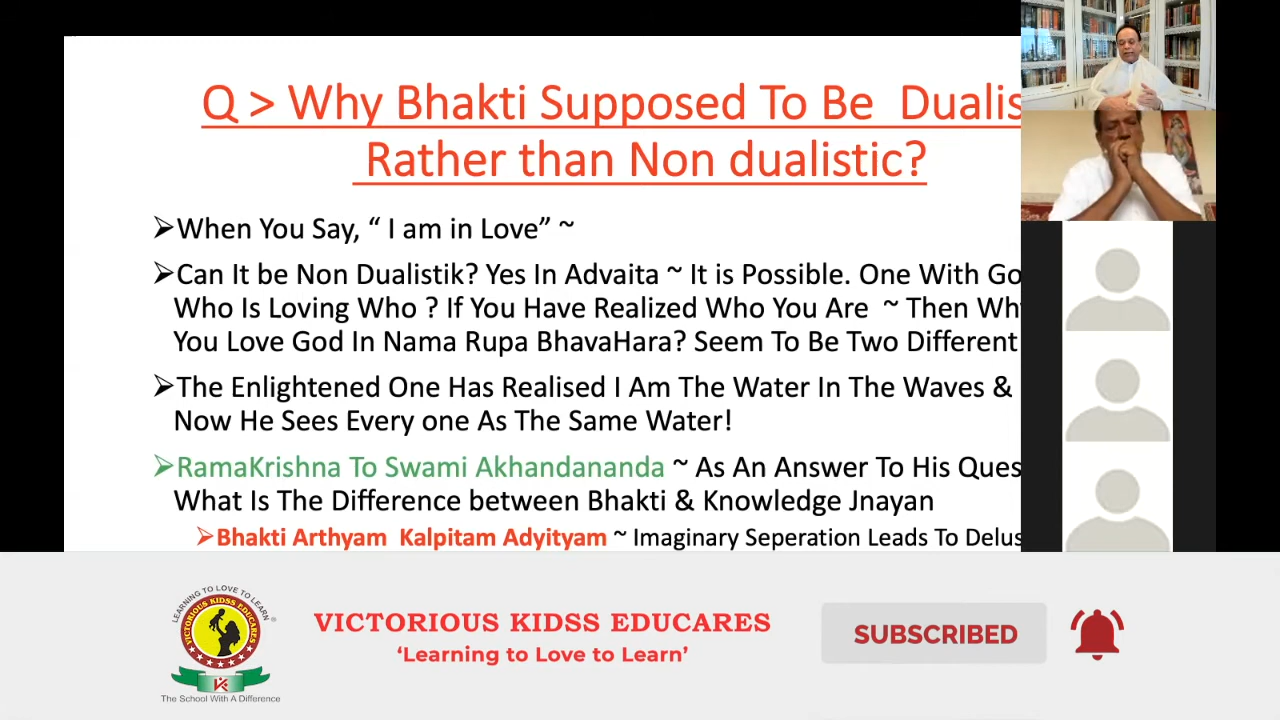 Q > Why Bhakti Supposed To Be Dualis
Rather than Non dualistic?
➢When You Say, “ I am in Love” ~
➢Can It be Non Dualistik? Yes In Advaita ~ It is Possible. One With Go
Who Is Loving Who ? If You Have Realized Who You Are ~ Then Why
You Love God In Nama Rupa BhavaHara? Seem To Be Two Different
➢The Enlightened One Has Realised I Am The Water In The Waves &
Now He Sees Every one As The Same Water!
➢RamaKrishna To Swami Akhandananda ~ As An Answer To His Ques
What Is The Difference between Bhakti & Knowledge Jnayan
➢Bhakti Arthyam Kalpitam Adyityam ~ Imaginary Seperation Leads To Delus
LEARNING TO LOVE TO LEARN
VICTORIOUS KIDSS EDUCARES
The School With A Difference
VICTORIOUS KIDSS EDUCARES
‘Learning to Love to Learn’
SUBSCRIBED